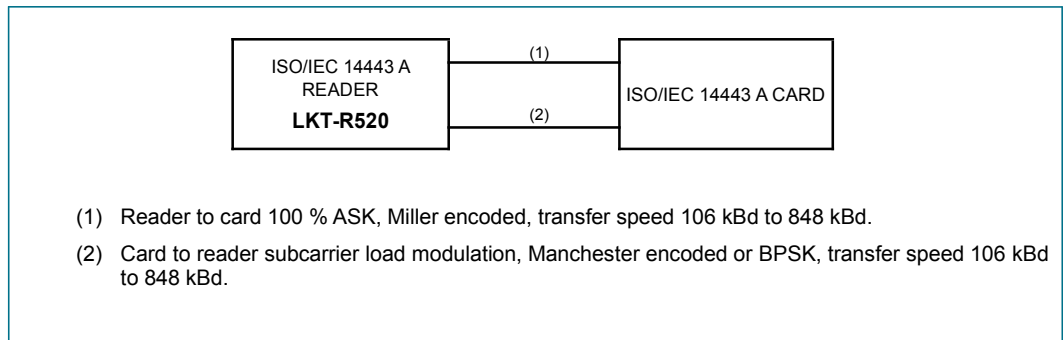 ISO/IEC 14443 A
READER
LKT-R520
(1)
(2)
ISO/IEC 14443 A CARD
(1) Reader to card 100 % ASK, Miller encoded, transfer speed 106 kBd to 848 kBd.
(2) Card to reader subcarrier load modulation, Manchester encoded or BPSK, transfer speed 106 kBd
to 848 kBd.